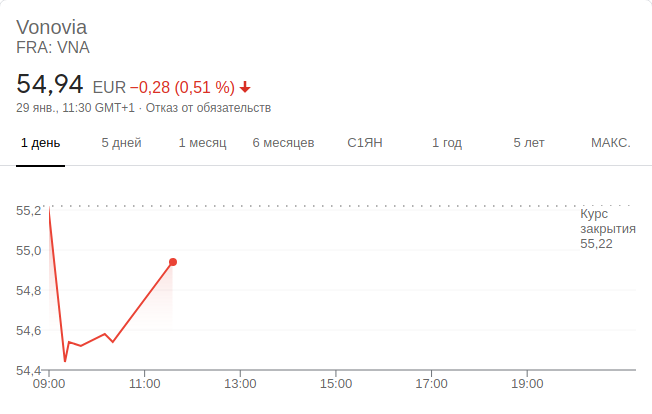 Vonovia
FRA: VNA
54,94 EUR −0,28 (0,51 %)
29 янв., 11:30 GMT+1 · Отказ от обязательств
1 день 5 дней 1 месяц 6 месяцев С1ЯН 1 год 5 лет МАКС.
55,2
55,0
54,8
54,6
54,4
Курс
закрытия
55,22
09:00 11:00 13:00 15:00 17:00 19:00